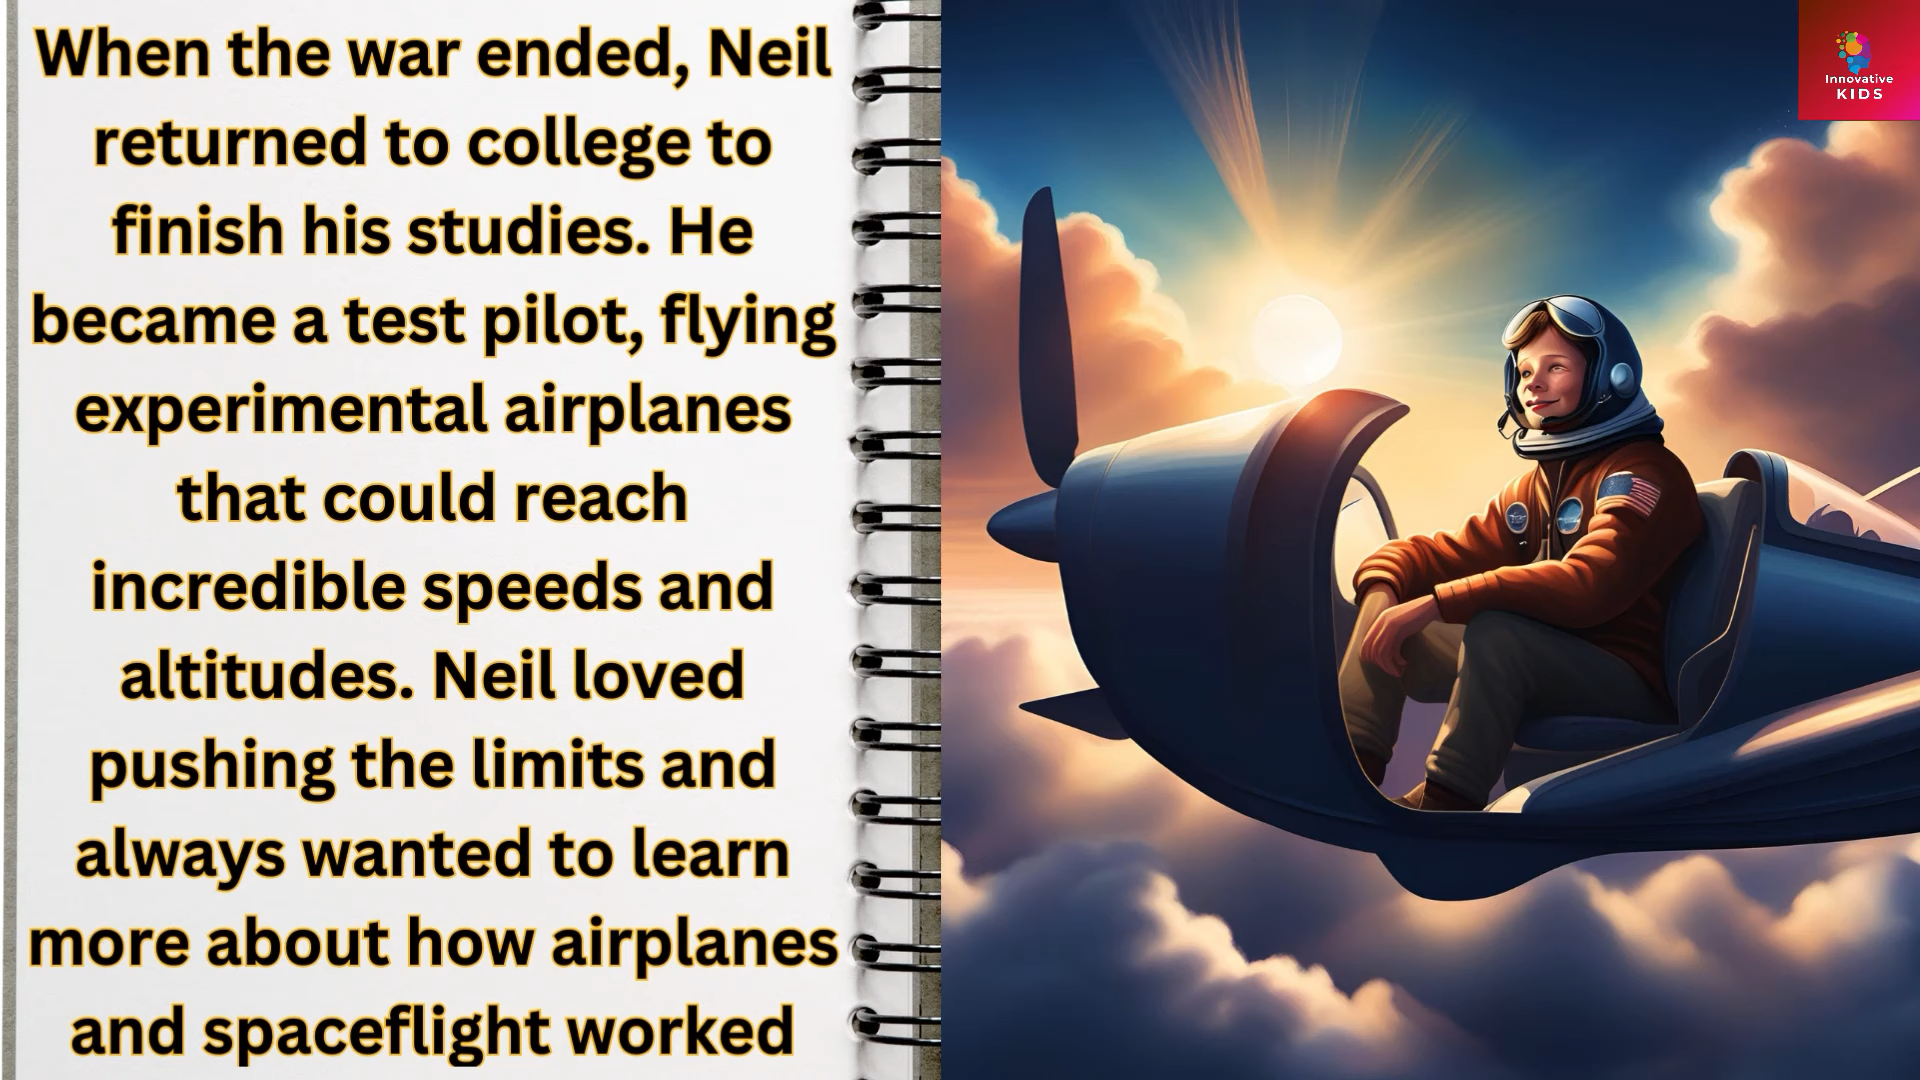 When the war ended, Neil
returned to college to
finish his studies. He
became a test pilot, flying
experimental airplanes
that could reach
incredible speeds and
altitudes. Neil loved
pushing the limits and
always wanted to learn
more about how airplanes
and spaceflight worked
Innovative
KIDS